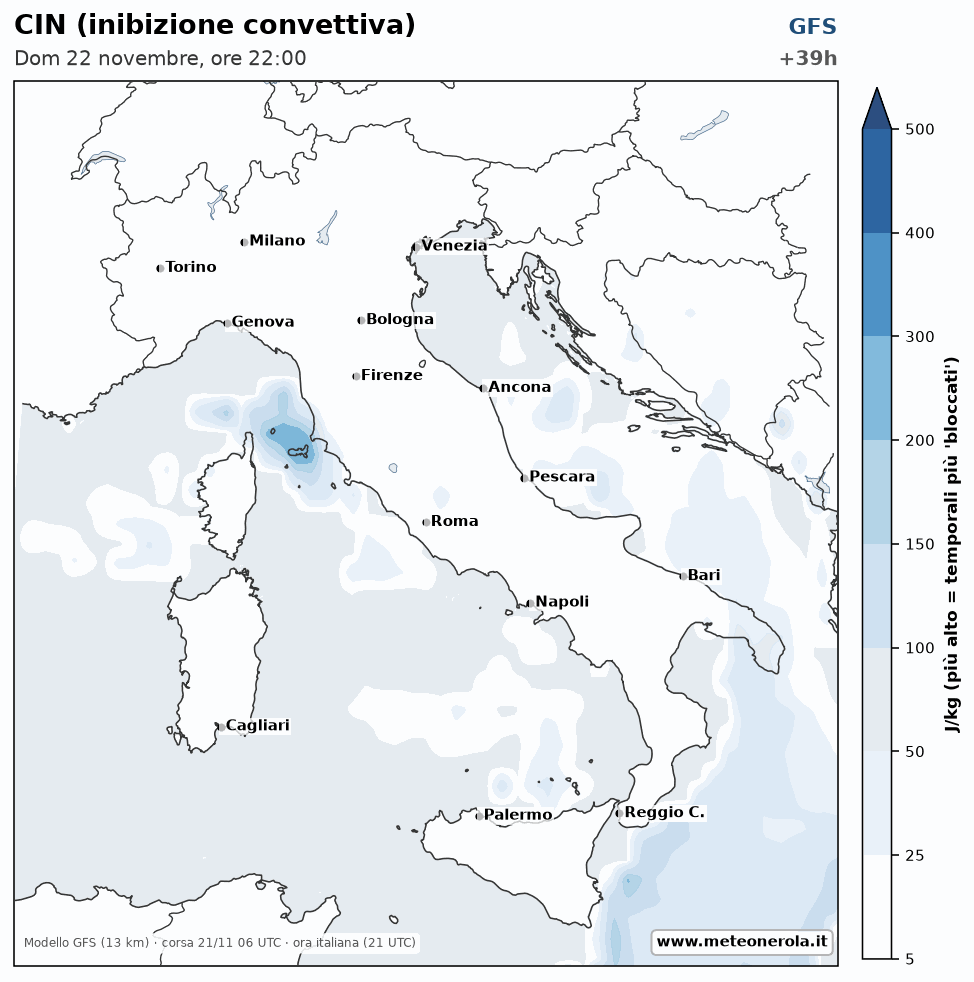 CIN (inibizione convettiva)
GFS
Dom 22 novembre, ore 22:00
+39h
Milano
Venezia
Torino
Genova
Bologna
Firenze
Ancona
Pescara
Roma
Bari
Napoli
Cagliari
Palermo
Reggio C.
500
400
300
200
150
100
50
25
5
J/kg (più alto = temporali più 'bloccati')
Modello GFS (13 km) · corsa 21/11 06 UTC · ora italiana (21 UTC)
www.meteonerola.it